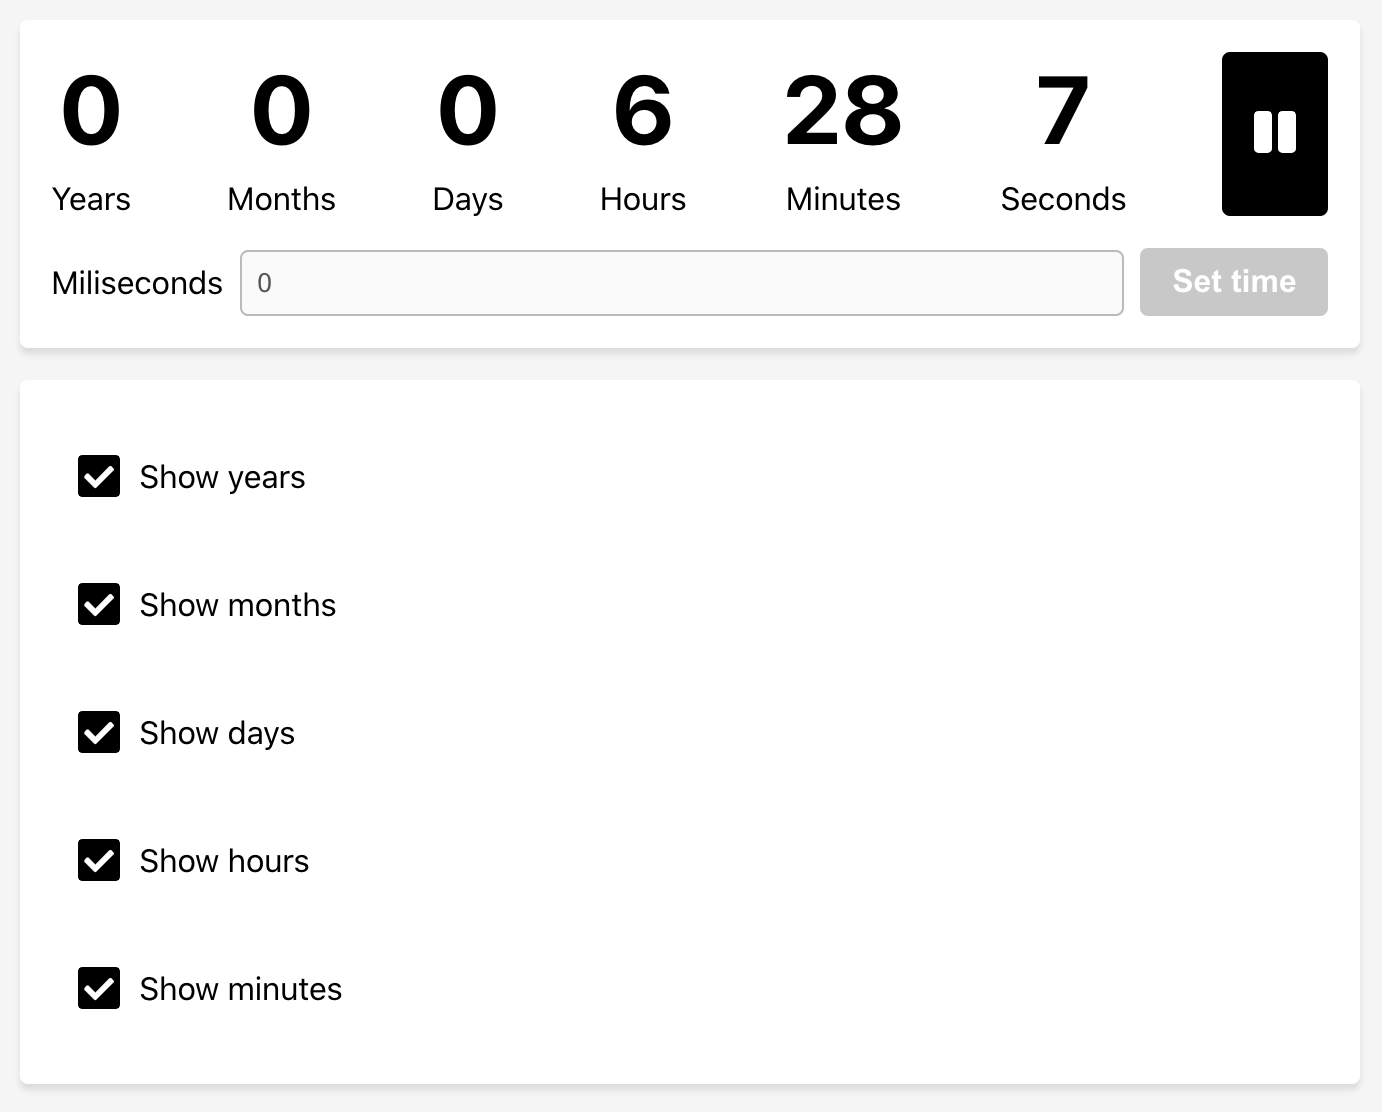 0 0 0 6 28 7
Years Months Days Hours Minutes Seconds
Miliseconds 0 Set time
Show years
Show months
Show days
Show hours
Show minutes